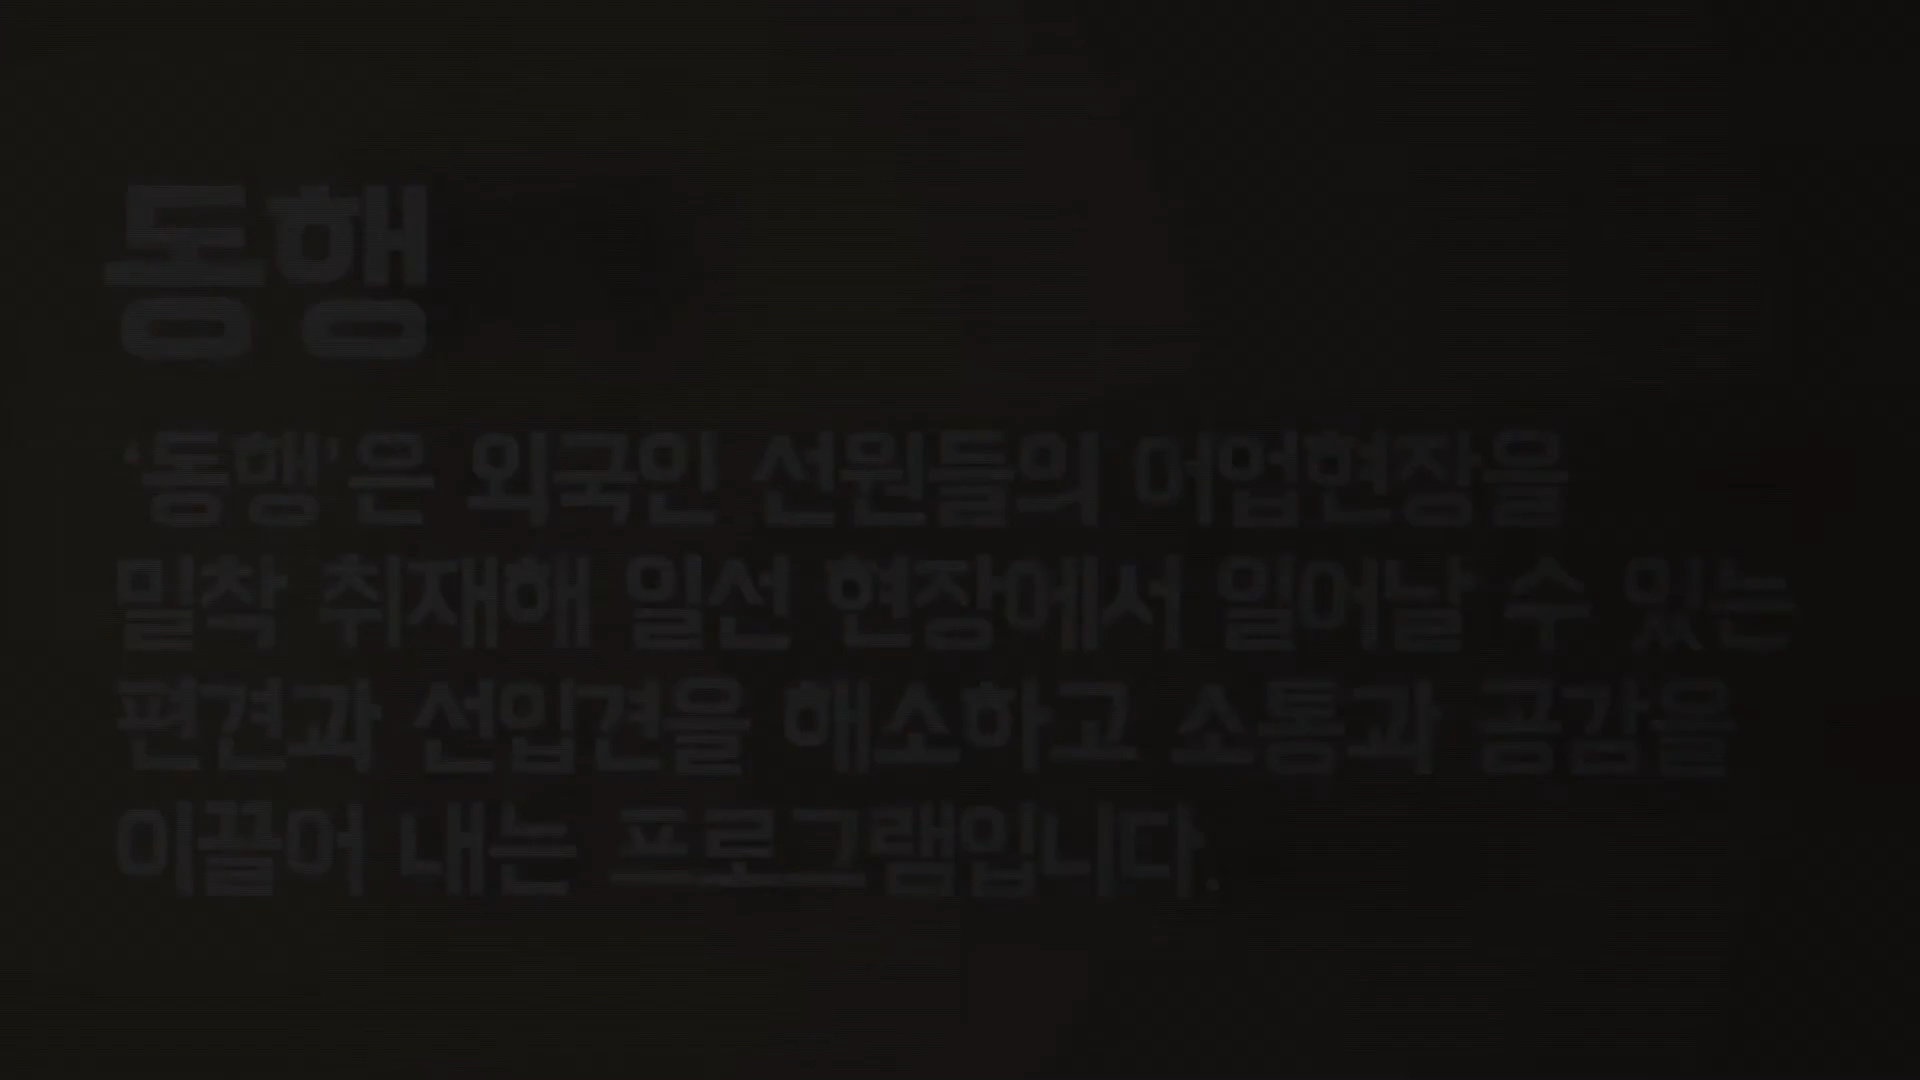 동행
‘동행’은 외국인 선원들의 어업현장을
밀착 취재해 일선 현장에서 일어날 수 있는
편견과 선입견을 해소하고 소통과 공감을
이끌어 내는 프로그램입니다.